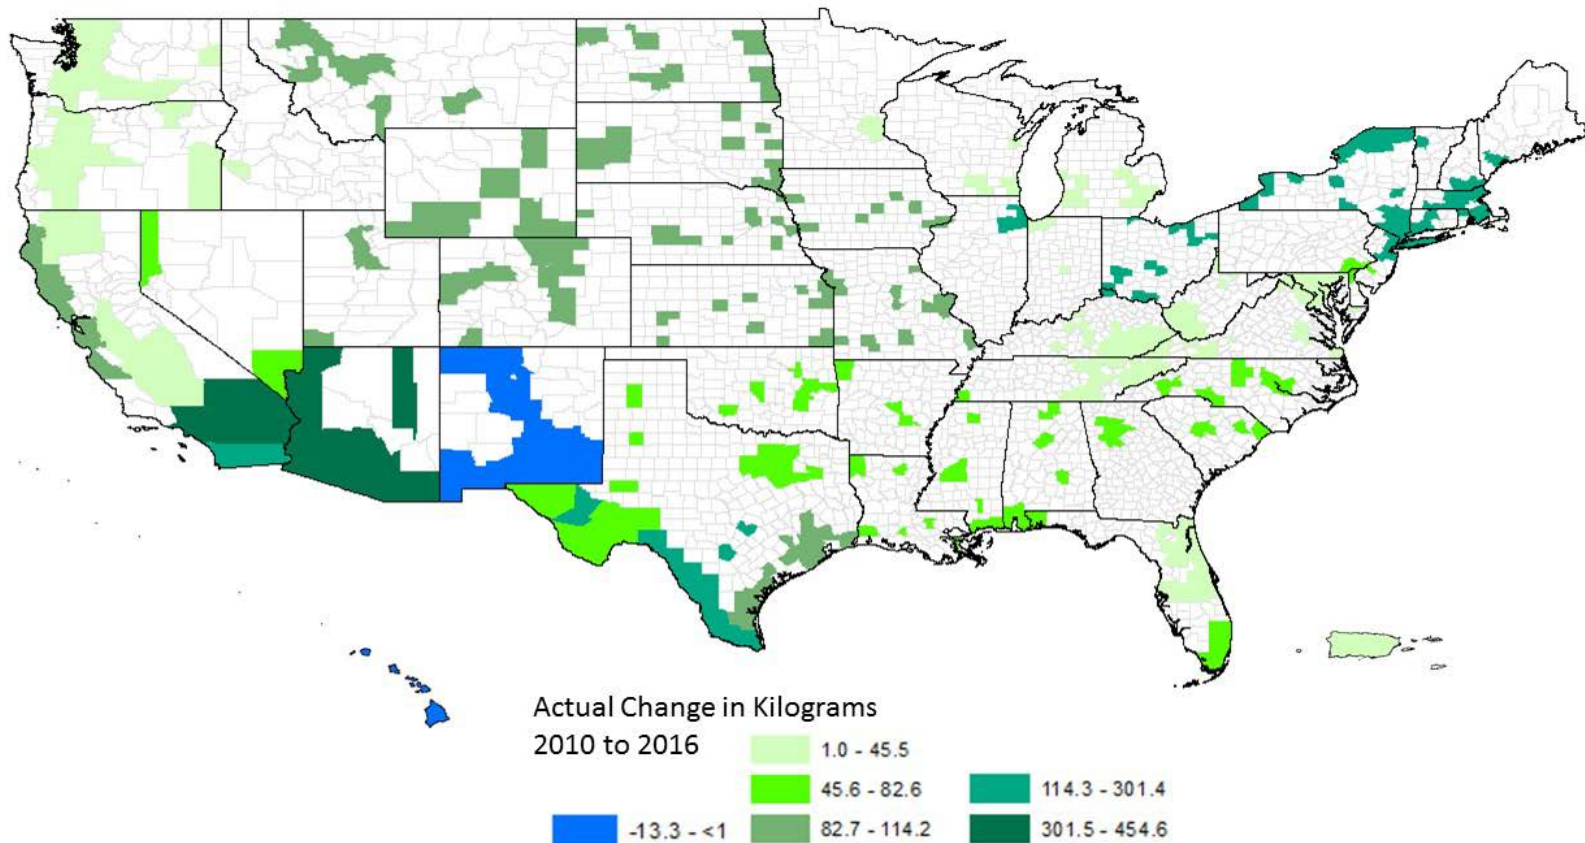 Actual Change in Kilograms
2010 to 2016
1.0 - 45.5
45.6 - 82.6
114.3 - 301.4
-13.3 - <1
82.7 - 114.2
301.5 - 454.6